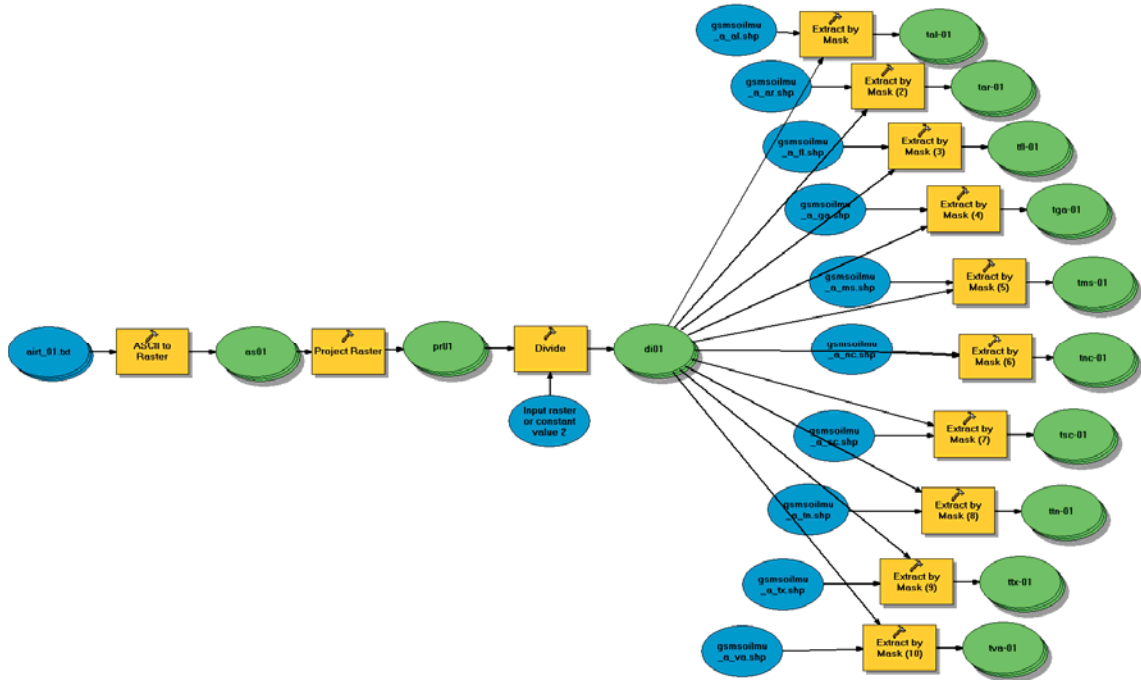 gsmsoilmu
_a_al.shp
Extract by
Mask
tal-01
gsmsoilmu
_a_ar.shp
Extract by
Mask (2)
tar-01
gsmsoilmu
_a_fl.shp
Extract by
Mask (3)
tfl-01
gsmsoilmu
_a_ga.shp
Extract by
Mask (4)
tga-01
gsmsoilmu
_a_ms.shp
Extract by
Mask (5)
tms-01
airt_01.txt
ASCII to
Raster
as01
Project Raster
pr01
Divide
di01
Input raster
or constant
value 2
gsmsoilmu
_a_nc.shp
Extract by
Mask (6)
tnc-01
gsmsoilmu
_a_sc.shp
Extract by
Mask (7)
tsc-01
gsmsoilmu
_a_tn.shp
Extract by
Mask (8)
ttn-01
gsmsoilmu
_a_tx.shp
Extract by
Mask (9)
ttx-01
gsmsoilmu
_a_va.shp
Extract by
Mask (10)
tva-01